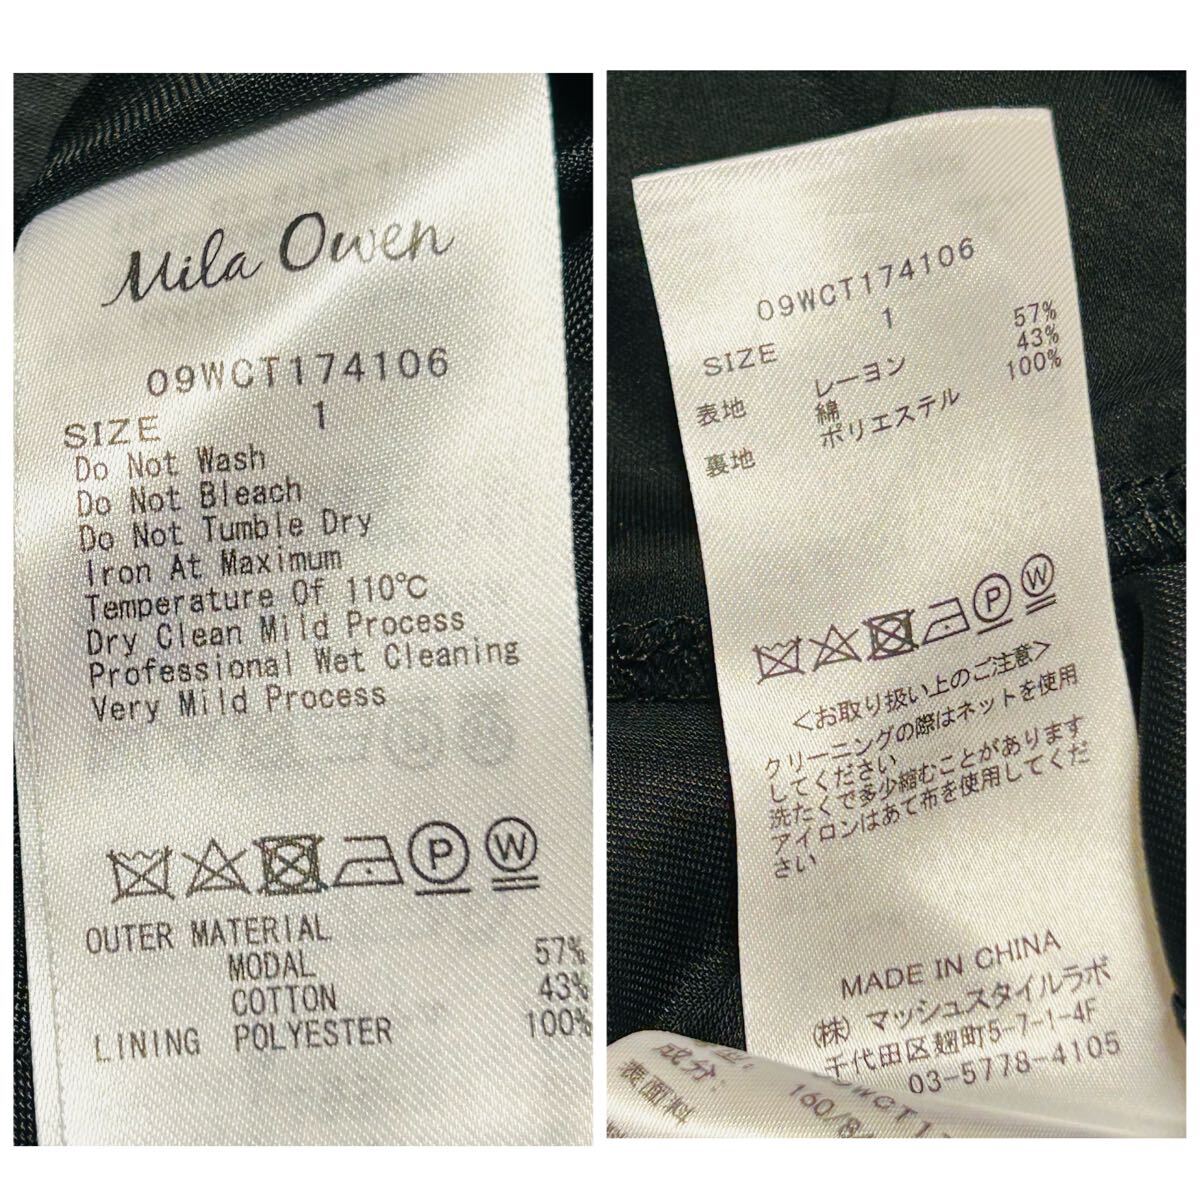 Mila Owen
09WCT174106
SIZE 1
Do Not Wash
Do Not Bleach
Do Not Tumble Dry
Iron At Maximum
Temperature Of 110℃
Dry Clean Mild Process
Professional Wet Cleaning
Very Mild Process
P W
OUTER MATERIAL
MODAL 57%
COTTON 43%
LINING POLYESTER 100%
09WCT174106
SIZE 1
表地 レーヨン 57%
綿 43%
裏地 ポリエステル 100%
P W
<お取り扱い上のご注意>
クリーニングの際はネットを使用
してください
洗たくで多少縮むことがあります
アイロンはあて布を使用してくだ
さい
MADE IN CHINA
(株) マッシュスタイルラボ
千代田区麹町5-7-1-4F
03-5778-4105
成分:
表面料
160/8